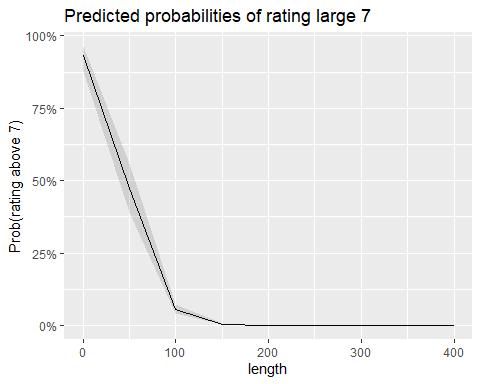 Predicted probabilities of rating large 7
Prob(rating above 7)
100%
75%
50%
25%
0%
0 100 200 300 400
length